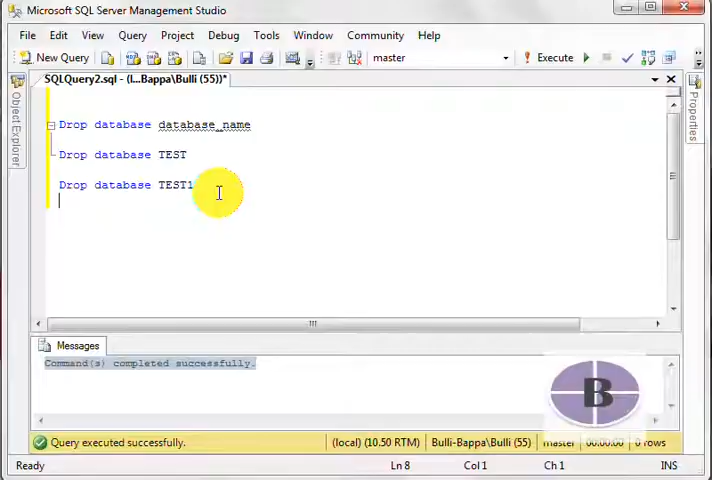 Microsoft SQL Server Management Studio
File Edit View Query Project Debug Tools Window Community Help
New Query master Execute
SQLQuery2.sql - (l...Bappa\Bulli (55))*
Object Explorer
Properties
Drop database database_name
Drop database TEST
Drop database TEST1
Messages
Command(s) completed successfully.
B
Query executed successfully. (local) (10.50 RTM) Bulli-Bappa\Bulli (55) master 00:00:00 0 rows
Ready Ln 8 Col 1 Ch 1 INS